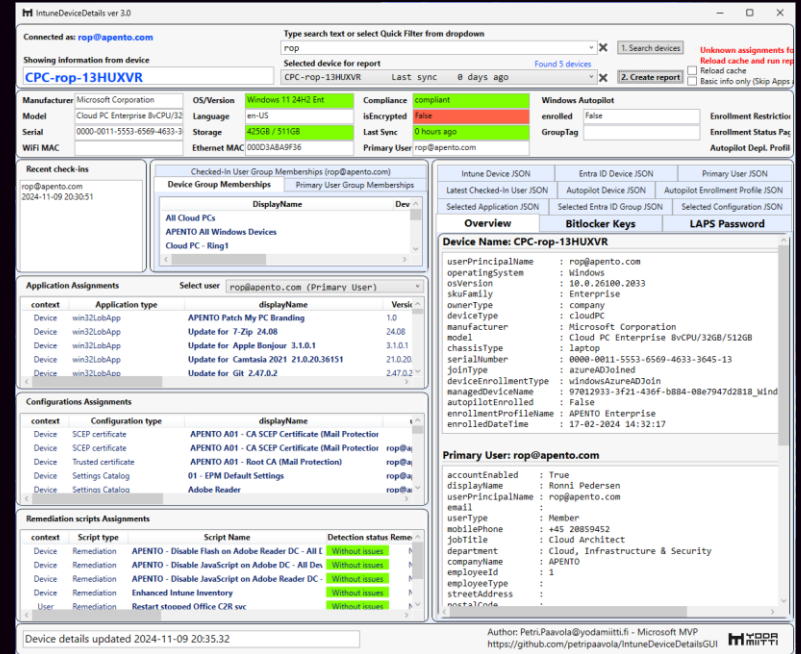 IntuneDeviceDetails ver 3.0
Connected as: rop@apento.com
Type search text or select Quick Filter from dropdown
rop
1. Search devices
Showing information from device
CPC-rop-13HUXVR
Selected device for report
Found 5 devices
CPC-rop-13HUXVR Last sync 0 days ago
2. Create report
Unknown assignments fo
Reload cache and run rep
Reload cache
Basic info only (Skip Apps
Manufacturer Microsoft Corporation
Model Cloud PC Enterprise 8vCPU/32
Serial 0000-0011-5553-6569-4633-3
WiFi MAC
OS/Version Windows 11 24H2 Ent
Language en-US
Storage 425GB / 511GB
Ethernet MAC 000D3ABA9F36
Compliance compliant
isEncrypted False
Last Sync 0 hours ago
Primary User rop@apento.com
Windows Autopilot
enrolled False
GroupTag
Enrollment Restriction
Enrollment Status Pag
Autopilot Depl. Profil
Recent check-ins
rop@apento.com
2024-11-09 20:30:51
Checked-In User Group Memberships (rop@apento.com)
Device Group Memberships Primary User Group Memberships
DisplayName Dev
All Cloud PCs
APENTO All Windows Devices
Cloud PC - Ring1
Application Assignments Select user rop@apento.com (Primary User)
context Application type displayName Versic
Device win32LobApp APENTO Patch My PC Branding 1.0
Device win32LobApp Update for 7-Zip 24.08 24.08
Device win32LobApp Update for Apple Bonjour 3.1.0.1 3.1.0.1
Device win32LobApp Update for Camtasia 2021 21.0.20.36151 21.0.20.
Device win32LobApp Update for Git 2.47.0.2 2.47.0.2
Configurations Assignments
context Configuration type displayName
Device SCEP certificate APENTO A01 - CA SCEP Certificate (Mail Protection
Device SCEP certificate APENTO A01 - CA SCEP Certificate (Mail Protection rop@a
Device Trusted certificate APENTO A01 - Root CA (Mail Protection) rop@a
Device Settings Catalog 01 - EPM Default Settings rop@a
Device Settings Catalog Adobe Reader rop@a
Remediation scripts Assignments
context Script type Script Name Detection status Reme
Device Remediation APENTO - Disable Flash on Adobe Reader DC - All D Without issues
Device Remediation APENTO - Disable JavaScript on Adobe DC - All Dev Without issues
Device Remediation APENTO - Disable JavaScript on Adobe Reader DC - Without issues
Device Remediation Enhanced Intune Inventory Without issues
User Remediation Restart stopped Office C2R svc Without issues
Intune Device JSON Entra ID Device JSON Primary User JSON
Latest Checked-In User JSON Autopilot Device JSON Autopilot Enrollment Profile JSON
Selected Application JSON Selected Entra ID Group JSON Selected Configuration JSON
Overview Bitlocker Keys LAPS Password
Device Name: CPC-rop-13HUXVR
userPrincipalName : rop@apento.com
operatingSystem : Windows
osVersion : 10.0.26100.2033
skuFamily : Enterprise
ownerType : company
deviceType : cloudPC
manufacturer : Microsoft Corporation
model : Cloud PC Enterprise 8vCPU/32GB/512GB
chassisType : laptop
serialNumber : 0000-0011-5553-6569-4633-3645-13
joinType : azureADJoined
deviceEnrollmentType : windowsAzureADJoin
managedDeviceName : 97012933-3f21-436f-b884-08e7947d2818_Wind
autopilotEnrolled : False
enrollmentProfileName : APENTO Enterprise
enrolledDateTime : 17-02-2024 14:32:17
Primary User: rop@apento.com
accountEnabled : True
displayName : Ronni Pedersen
userPrincipalName : rop@apento.com
email :
userType : Member
mobilePhone : +45 20859452
jobTitle : Cloud Architect
department : Cloud, Infrastructure & Security
companyName : APENTO
employeeId : 1
employeeType :
streetAddress :
postalCode :
Device details updated 2024-11-09 20:35.32
Author: Petri.Paavola@yodamiitti.fi - Microsoft MVP
https://github.com/petripaavola/IntuneDeviceDetailsGUI
YODA
MIITTI